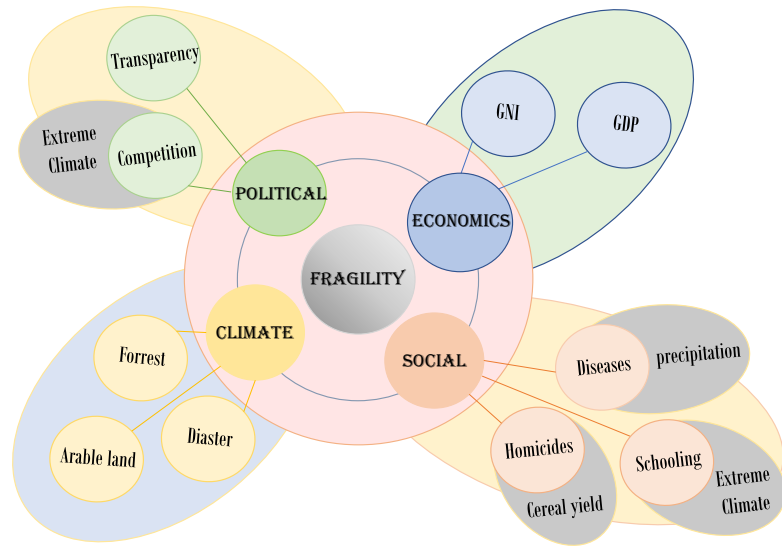 Transparency
Extreme
Climate
Competition
POLITICAL
GNI
GDP
ECONOMICS
FRAGILITY
CLIMATE
Forrest
Arable land
Diaster
SOCIAL
Diseases
precipitation
Homicides
Cereal yield
Schooling
Extreme
Climate